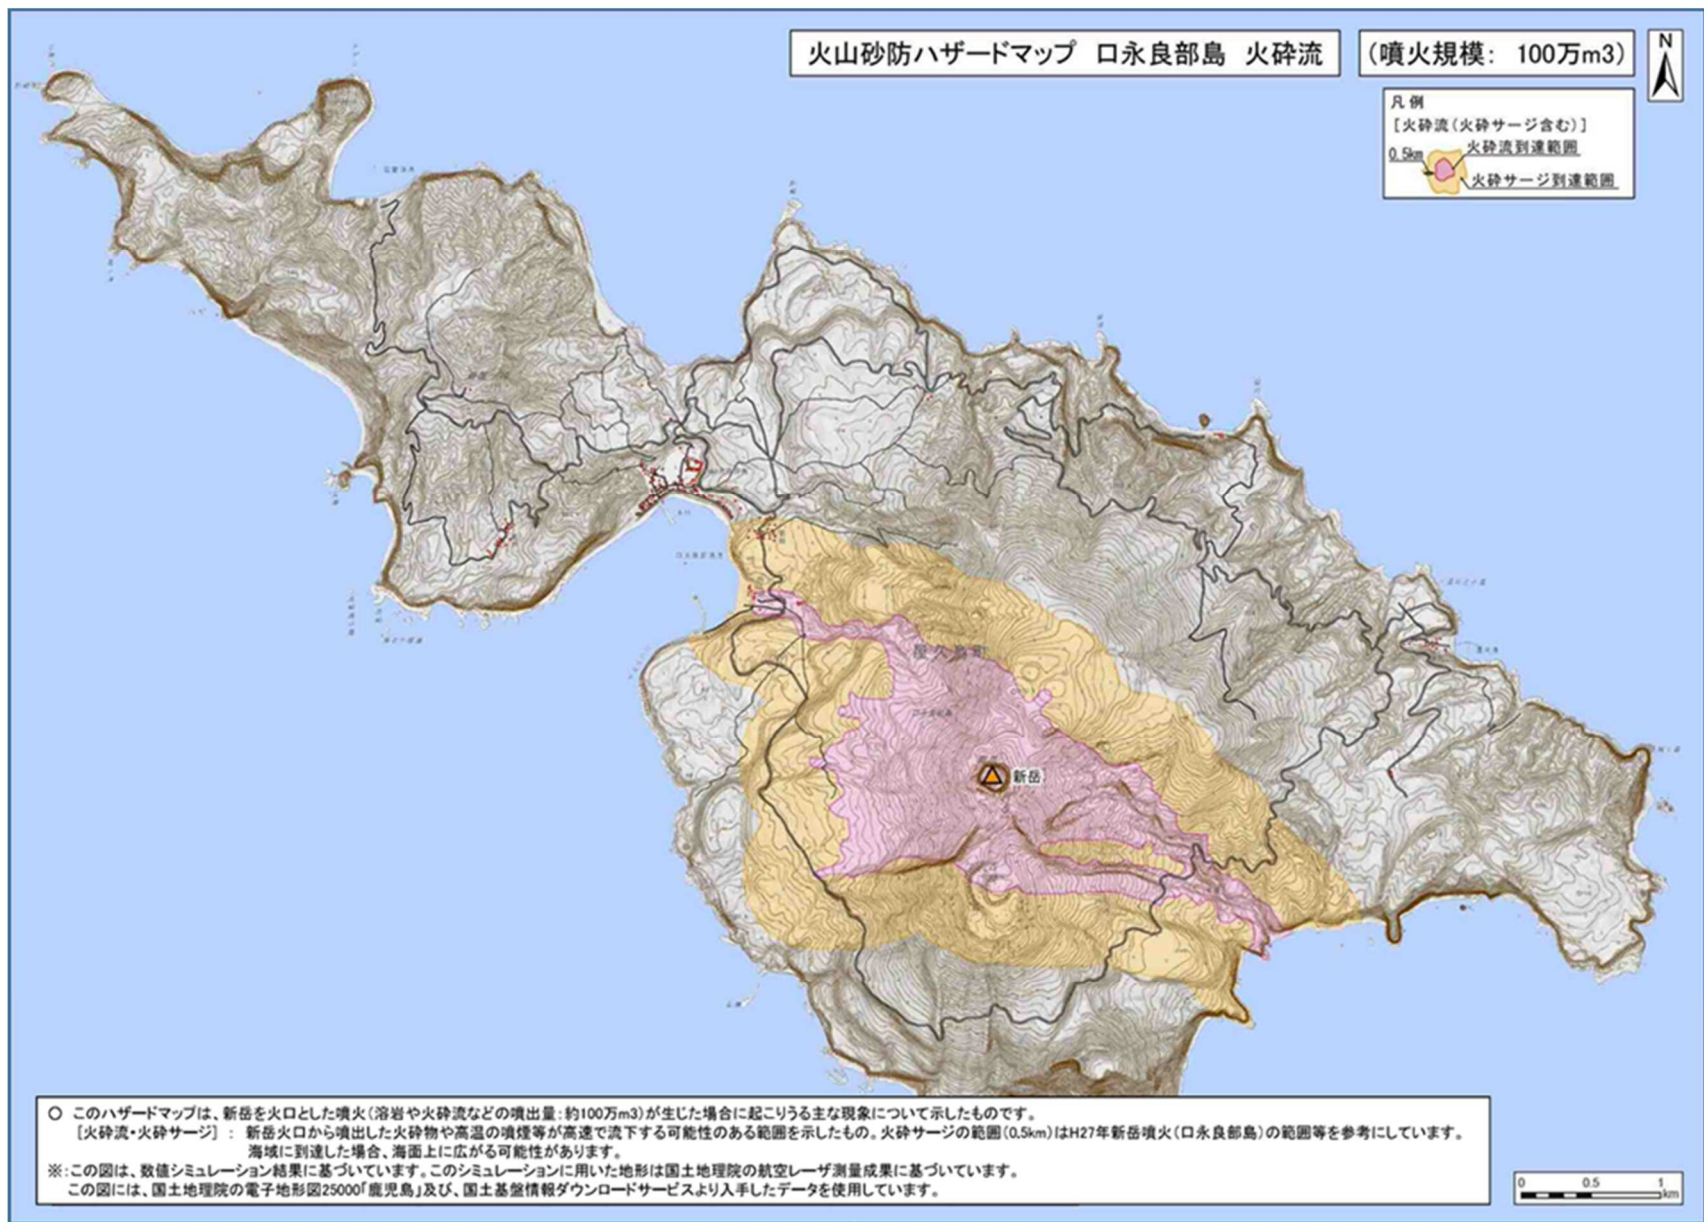 火山砂防ハザードマップ 口永良部島 火砕流
(噴火規模: 100万m3)
N
凡例
[火砕流(火砕サージ含む)]
0.5km
火砕流到達範囲
火砕サージ到達範囲
屋久島町
新岳
○ このハザードマップは、新岳を火口とした噴火(溶岩や火砕流などの噴出量:約100万m3)が生じた場合に起こりうる主な現象について示したものです。
[火砕流・火砕サージ] : 新岳火口から噴出した火砕物や高温の噴煙等が高速で流下する可能性のある範囲を示したもの。火砕サージの範囲(0.5km)はH27年新岳噴火(口永良部島)の範囲等を参考にしています。
海域に到達した場合、海面上に広がる可能性があります。
※:この図は、数値シミュレーション結果に基づいています。このシミュレーションに用いた地形は国土地理院の航空レーザ測量成果に基づいています。
この図には、国土地理院の電子地形図25000「鹿児島」及び、国土基盤情報ダウンロードサービスより入手したデータを使用しています。
0 0.5 1
km